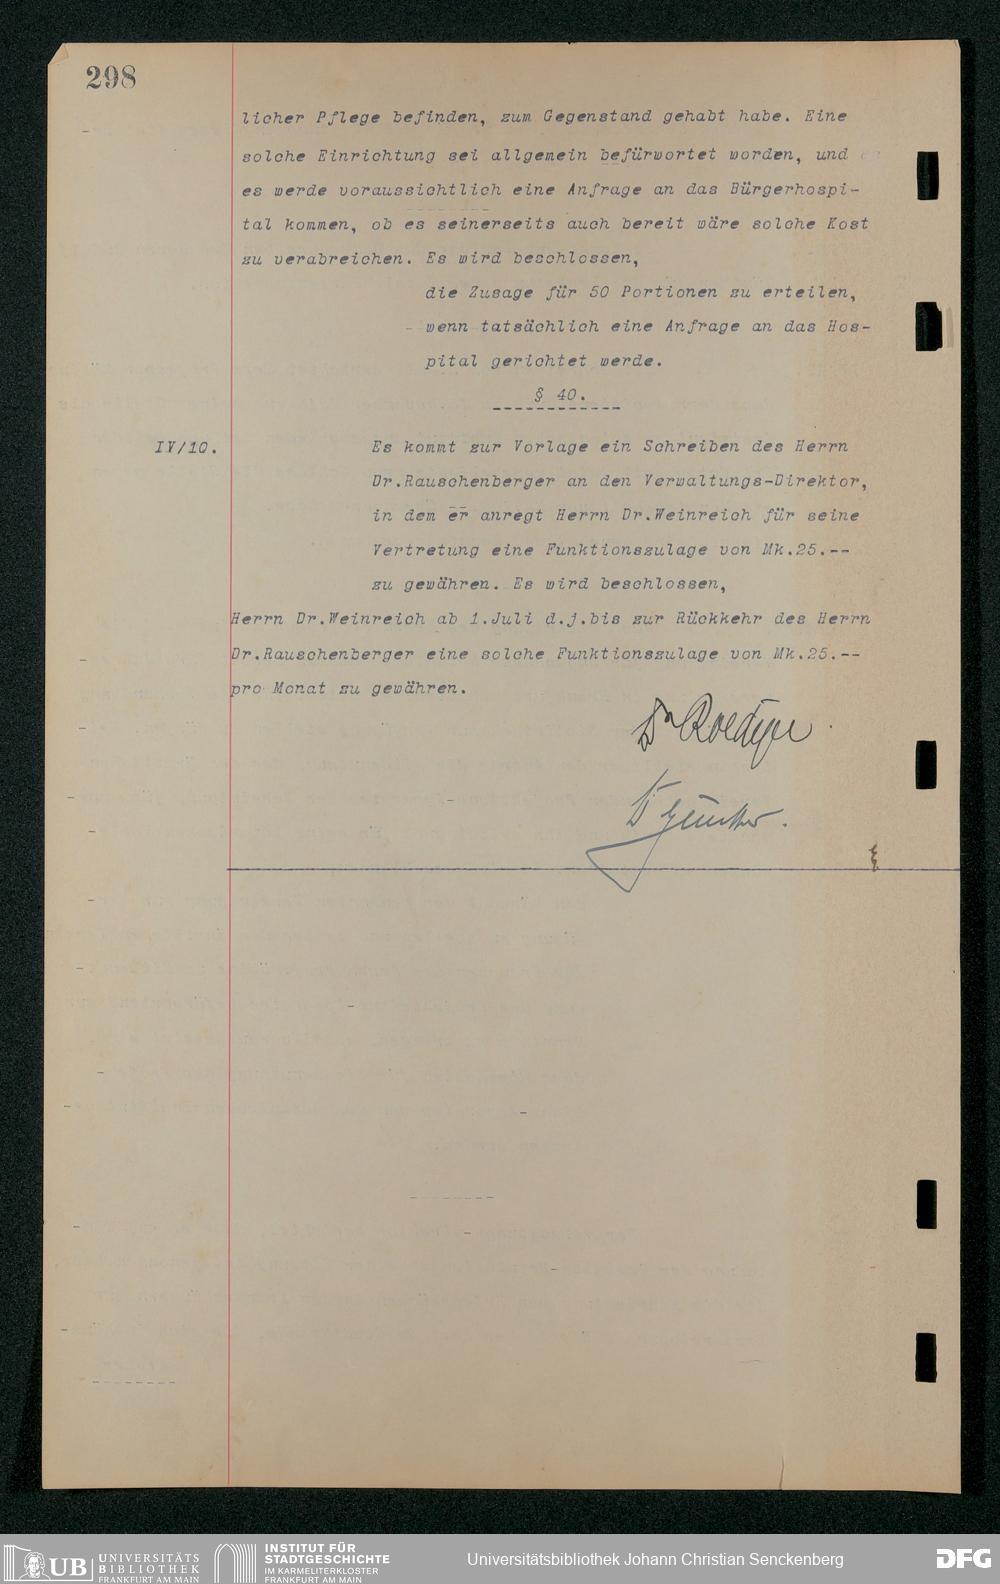 298
licher Pflege befinden, zum Gegenstand gehabt habe. Eine
solche Einrichtung sei allgemein befürwortet worden, und
es werde voraussichtlich eine Anfrage an das Bürgerhospi-
tal kommen, ob es seinerseits auch bereit wäre solche Kost
zu verabreichen. Es wird beschlossen,
die Zusage für 50 Portionen zu erteilen,
wenn tatsächlich eine Anfrage an das Hos-
pital gerichtet werde.
§ 40.
IV/10.
Es kommt zur Vorlage ein Schreiben des Herrn
Dr.Rauschenberger an den Verwaltungs-Direktor,
in dem er anregt Herrn Dr.Weinreich für seine
Vertretung eine Funktionszulage von Mk.25.--
zu gewähren. Es wird beschlossen,
Herrn Dr.Weinreich ab 1.Juli d.j.bis zur Rückkehr des Herrn
Dr.Rauschenberger eine solche Funktionszulage von Mk.25.--
pro Monat zu gewähren.
Dr
UB UNIVERSITÄTS
BIBLIOTHEK
FRANKFURT AM MAIN
INSTITUT FÜR
STADTGESCHICHTE
IM KARMELITERKLOSTER
FRANKFURT AM MAIN
Universitätsbibliothek Johann Christian Senckenberg
DFG